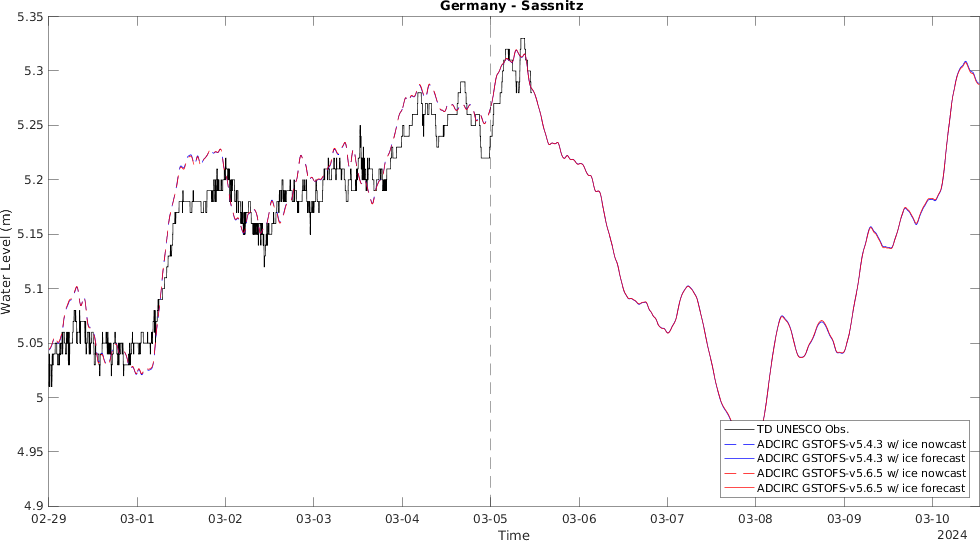 Germany - Sassnitz
5.35
5.3
5.25
5.2
5.15
5.1
5.05
5
4.95
4.9
Water Level (m)
TD UNESCO Obs.
ADCIRC GSTOFS-v5.4.3 w/ ice nowcast
ADCIRC GSTOFS-v5.4.3 w/ ice forecast
ADCIRC GSTOFS-v5.6.5 w/ ice nowcast
ADCIRC GSTOFS-v5.6.5 w/ ice forecast
02-29 03-01 03-02 03-03 03-04 03-05 03-06 03-07 03-08 03-09 03-10
Time
2024